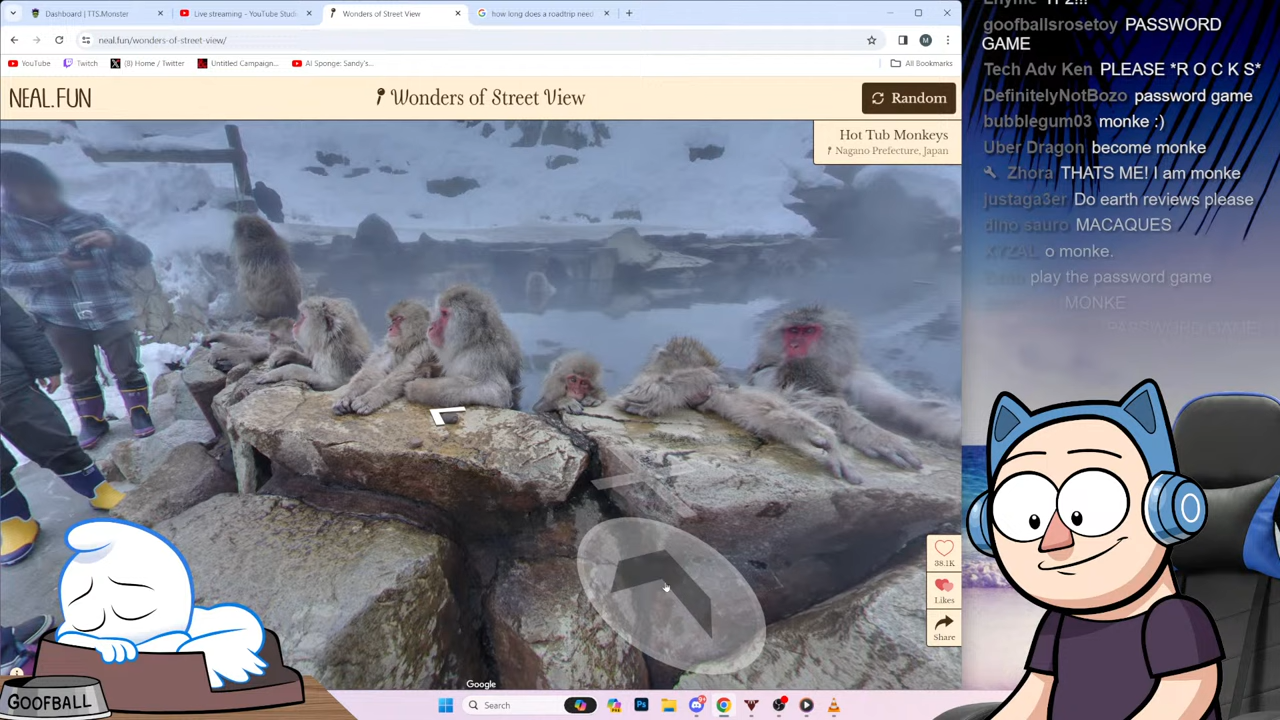 Dashboard | TTS.Monster
Live streaming - YouTube Studi
Wonders of Street View
how long does a roadtrip need
neal.fun/wonders-of-street-view/
YouTube
Twitch
(8) Home / Twitter
Untitled Campaign...
AI Sponge: Sandy's...
All Bookmarks
NEAL.FUN
Wonders of Street View
Random
Hot Tub Monkeys
Nagano Prefecture, Japan
38.1K
Likes
Share
Google
GOOFBALL
Search
goofballsrosetoy PASSWORD
GAME
Tech Adv Ken PLEASE *R O C K S*
DefinitelyNotBozo password game
bubblegum03 monke :)
Uber Dragon become monke
Zhora THATS ME! I am monke
justaga3er Do earth reviews please
dino sauro MACAQUES
XYZAL o monke.
play the password game
MONKE
PASSWORD GAME